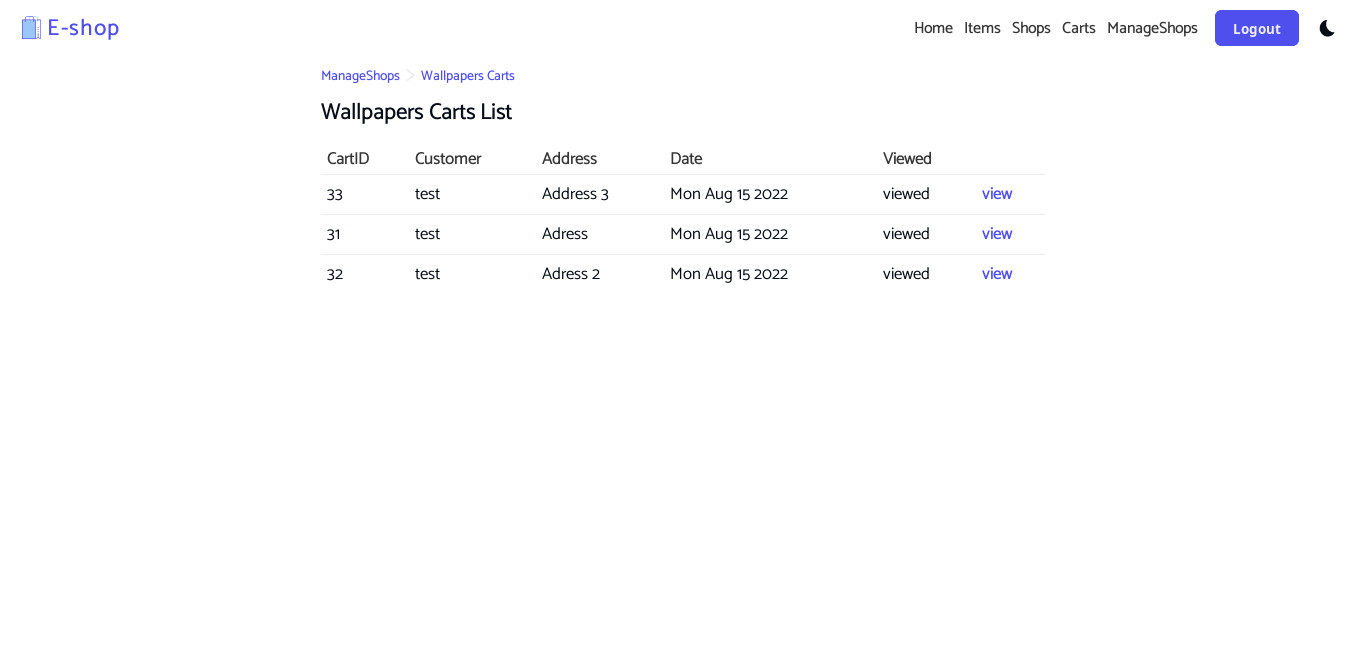 E-shop Home Items Shops Carts ManageShops Logout
ManageShops > Wallpapers Carts
Wallpapers Carts List
CartID Customer Address Date Viewed
33 test Address 3 Mon Aug 15 2022 viewed view
31 test Adress Mon Aug 15 2022 viewed view
32 test Adress 2 Mon Aug 15 2022 viewed view